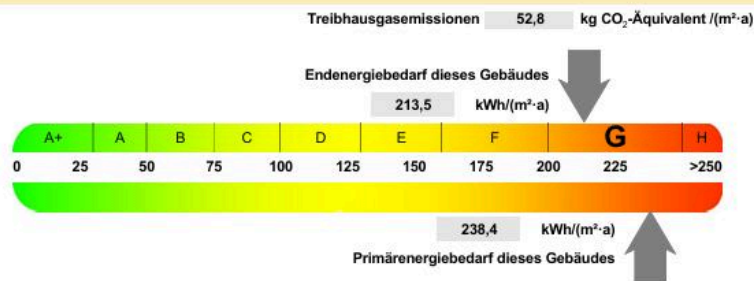 Treibhausgasemissionen 52,8 kg CO₂-Äquivalent /(m²·a)
Endenergiebedarf dieses Gebäudes
213,5 kWh/(m²·a)
A+ A B C D E F G H
0 25 50 75 100 125 150 175 200 225 >250
238,4 kWh/(m²·a)
Primärenergiebedarf dieses Gebäudes